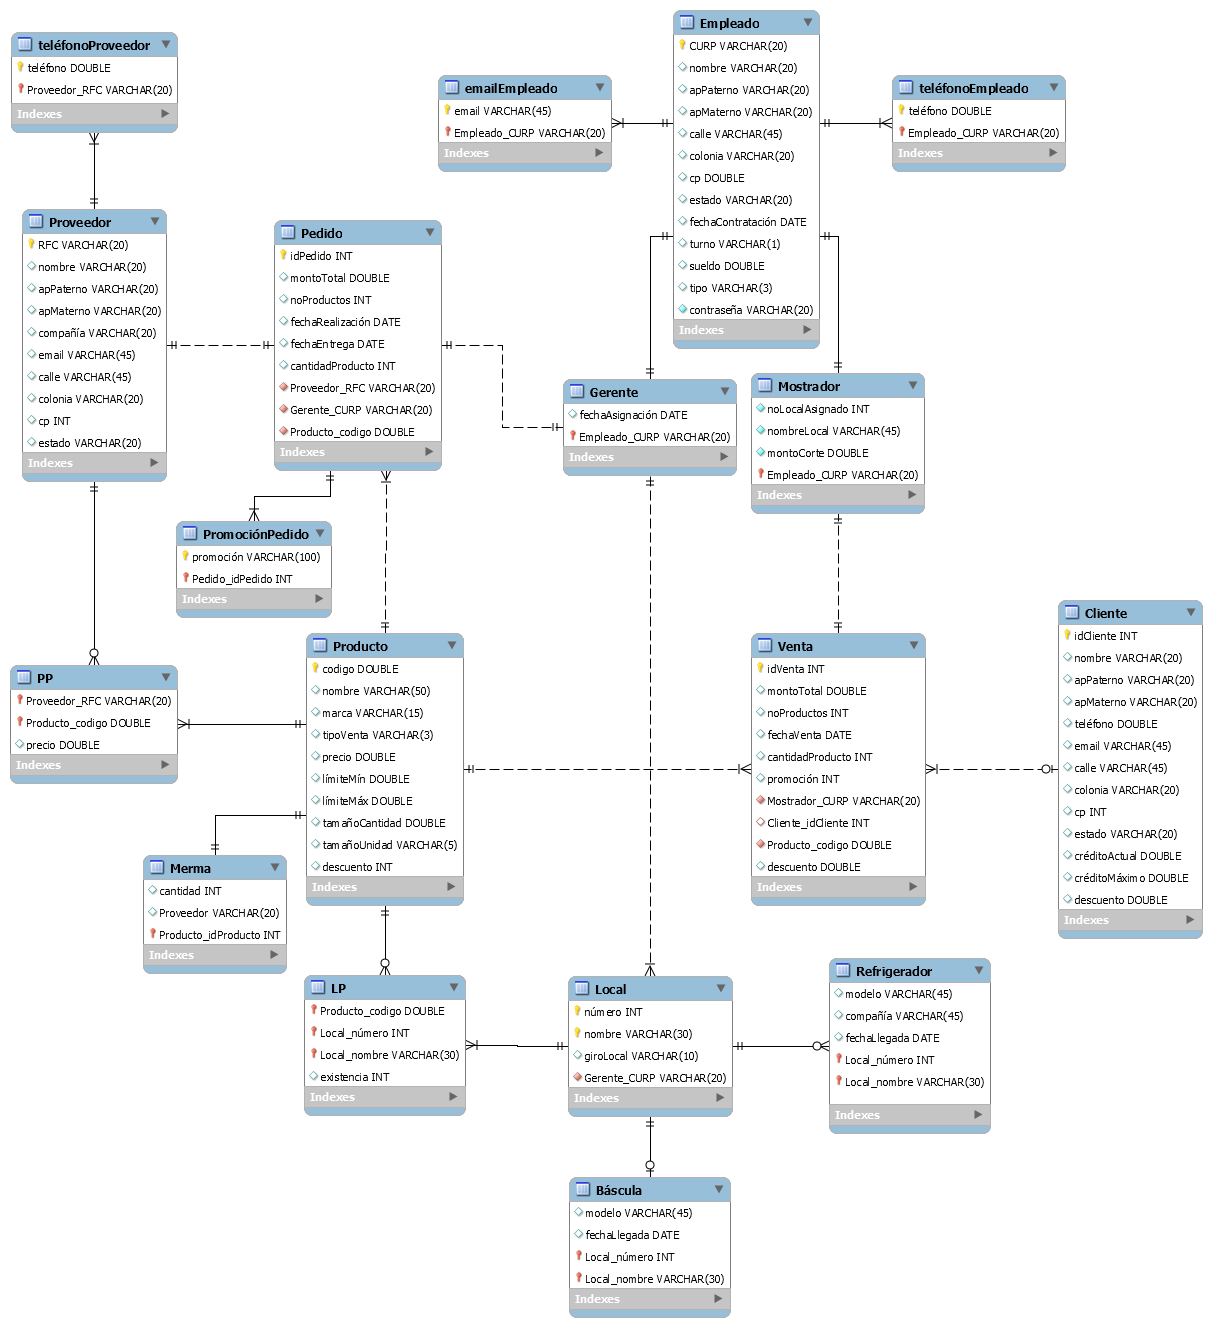 teléfonoProveedor
teléfono DOUBLE
Proveedor_RFC VARCHAR(20)
Indexes
emailEmpleado
email VARCHAR(45)
Empleado_CURP VARCHAR(20)
Indexes
Empleado
CURP VARCHAR(20)
nombre VARCHAR(20)
apPaterno VARCHAR(20)
apMaterno VARCHAR(20)
calle VARCHAR(45)
colonia VARCHAR(20)
cp DOUBLE
estado VARCHAR(20)
fechaContratación DATE
turno VARCHAR(1)
sueldo DOUBLE
tipo VARCHAR(3)
contraseña VARCHAR(20)
Indexes
teléfonoEmpleado
teléfono DOUBLE
Empleado_CURP VARCHAR(20)
Indexes
Proveedor
RFC VARCHAR(20)
nombre VARCHAR(20)
apPaterno VARCHAR(20)
apMaterno VARCHAR(20)
compañía VARCHAR(20)
email VARCHAR(45)
calle VARCHAR(45)
colonia VARCHAR(20)
cp INT
estado VARCHAR(20)
Indexes
Pedido
idPedido INT
montoTotal DOUBLE
noProductos INT
fechaRealización DATE
fechaEntrega DATE
cantidadProducto INT
Proveedor_RFC VARCHAR(20)
Gerente_CURP VARCHAR(20)
Producto_codigo DOUBLE
Indexes
Gerente
fechaAsignación DATE
Empleado_CURP VARCHAR(20)
Indexes
Mostrador
noLocalAsignado INT
nombreLocal VARCHAR(45)
montoCorte DOUBLE
Empleado_CURP VARCHAR(20)
Indexes
PromociónPedido
promoción VARCHAR(100)
Pedido_idPedido INT
Indexes
PP
Proveedor_RFC VARCHAR(20)
Producto_codigo DOUBLE
precio DOUBLE
Indexes
Producto
codigo DOUBLE
nombre VARCHAR(50)
marca VARCHAR(15)
tipoVenta VARCHAR(3)
precio DOUBLE
límiteMín DOUBLE
límiteMáx DOUBLE
tamañoCantidad DOUBLE
tamañoUnidad VARCHAR(5)
descuento INT
Indexes
Venta
idVenta INT
montoTotal DOUBLE
noProductos INT
fechaVenta DATE
cantidadProducto INT
promoción INT
Mostrador_CURP VARCHAR(20)
Cliente_idCliente INT
Producto_codigo DOUBLE
descuento DOUBLE
Indexes
Cliente
idCliente INT
nombre VARCHAR(20)
apPaterno VARCHAR(20)
apMaterno VARCHAR(20)
teléfono DOUBLE
email VARCHAR(45)
calle VARCHAR(45)
colonia VARCHAR(20)
cp INT
estado VARCHAR(20)
créditoActual DOUBLE
créditoMáximo DOUBLE
descuento DOUBLE
Indexes
Merma
cantidad INT
Proveedor VARCHAR(20)
Producto_idProducto INT
Indexes
LP
Producto_codigo DOUBLE
Local_número INT
Local_nombre VARCHAR(30)
existencia INT
Indexes
Local
número INT
nombre VARCHAR(30)
giroLocal VARCHAR(10)
Gerente_CURP VARCHAR(20)
Indexes
Refrigerador
modelo VARCHAR(45)
compañía VARCHAR(45)
fechaLlegada DATE
Local_número INT
Local_nombre VARCHAR(30)
Indexes
Báscula
modelo VARCHAR(45)
fechaLlegada DATE
Local_número INT
Local_nombre VARCHAR(30)
Indexes